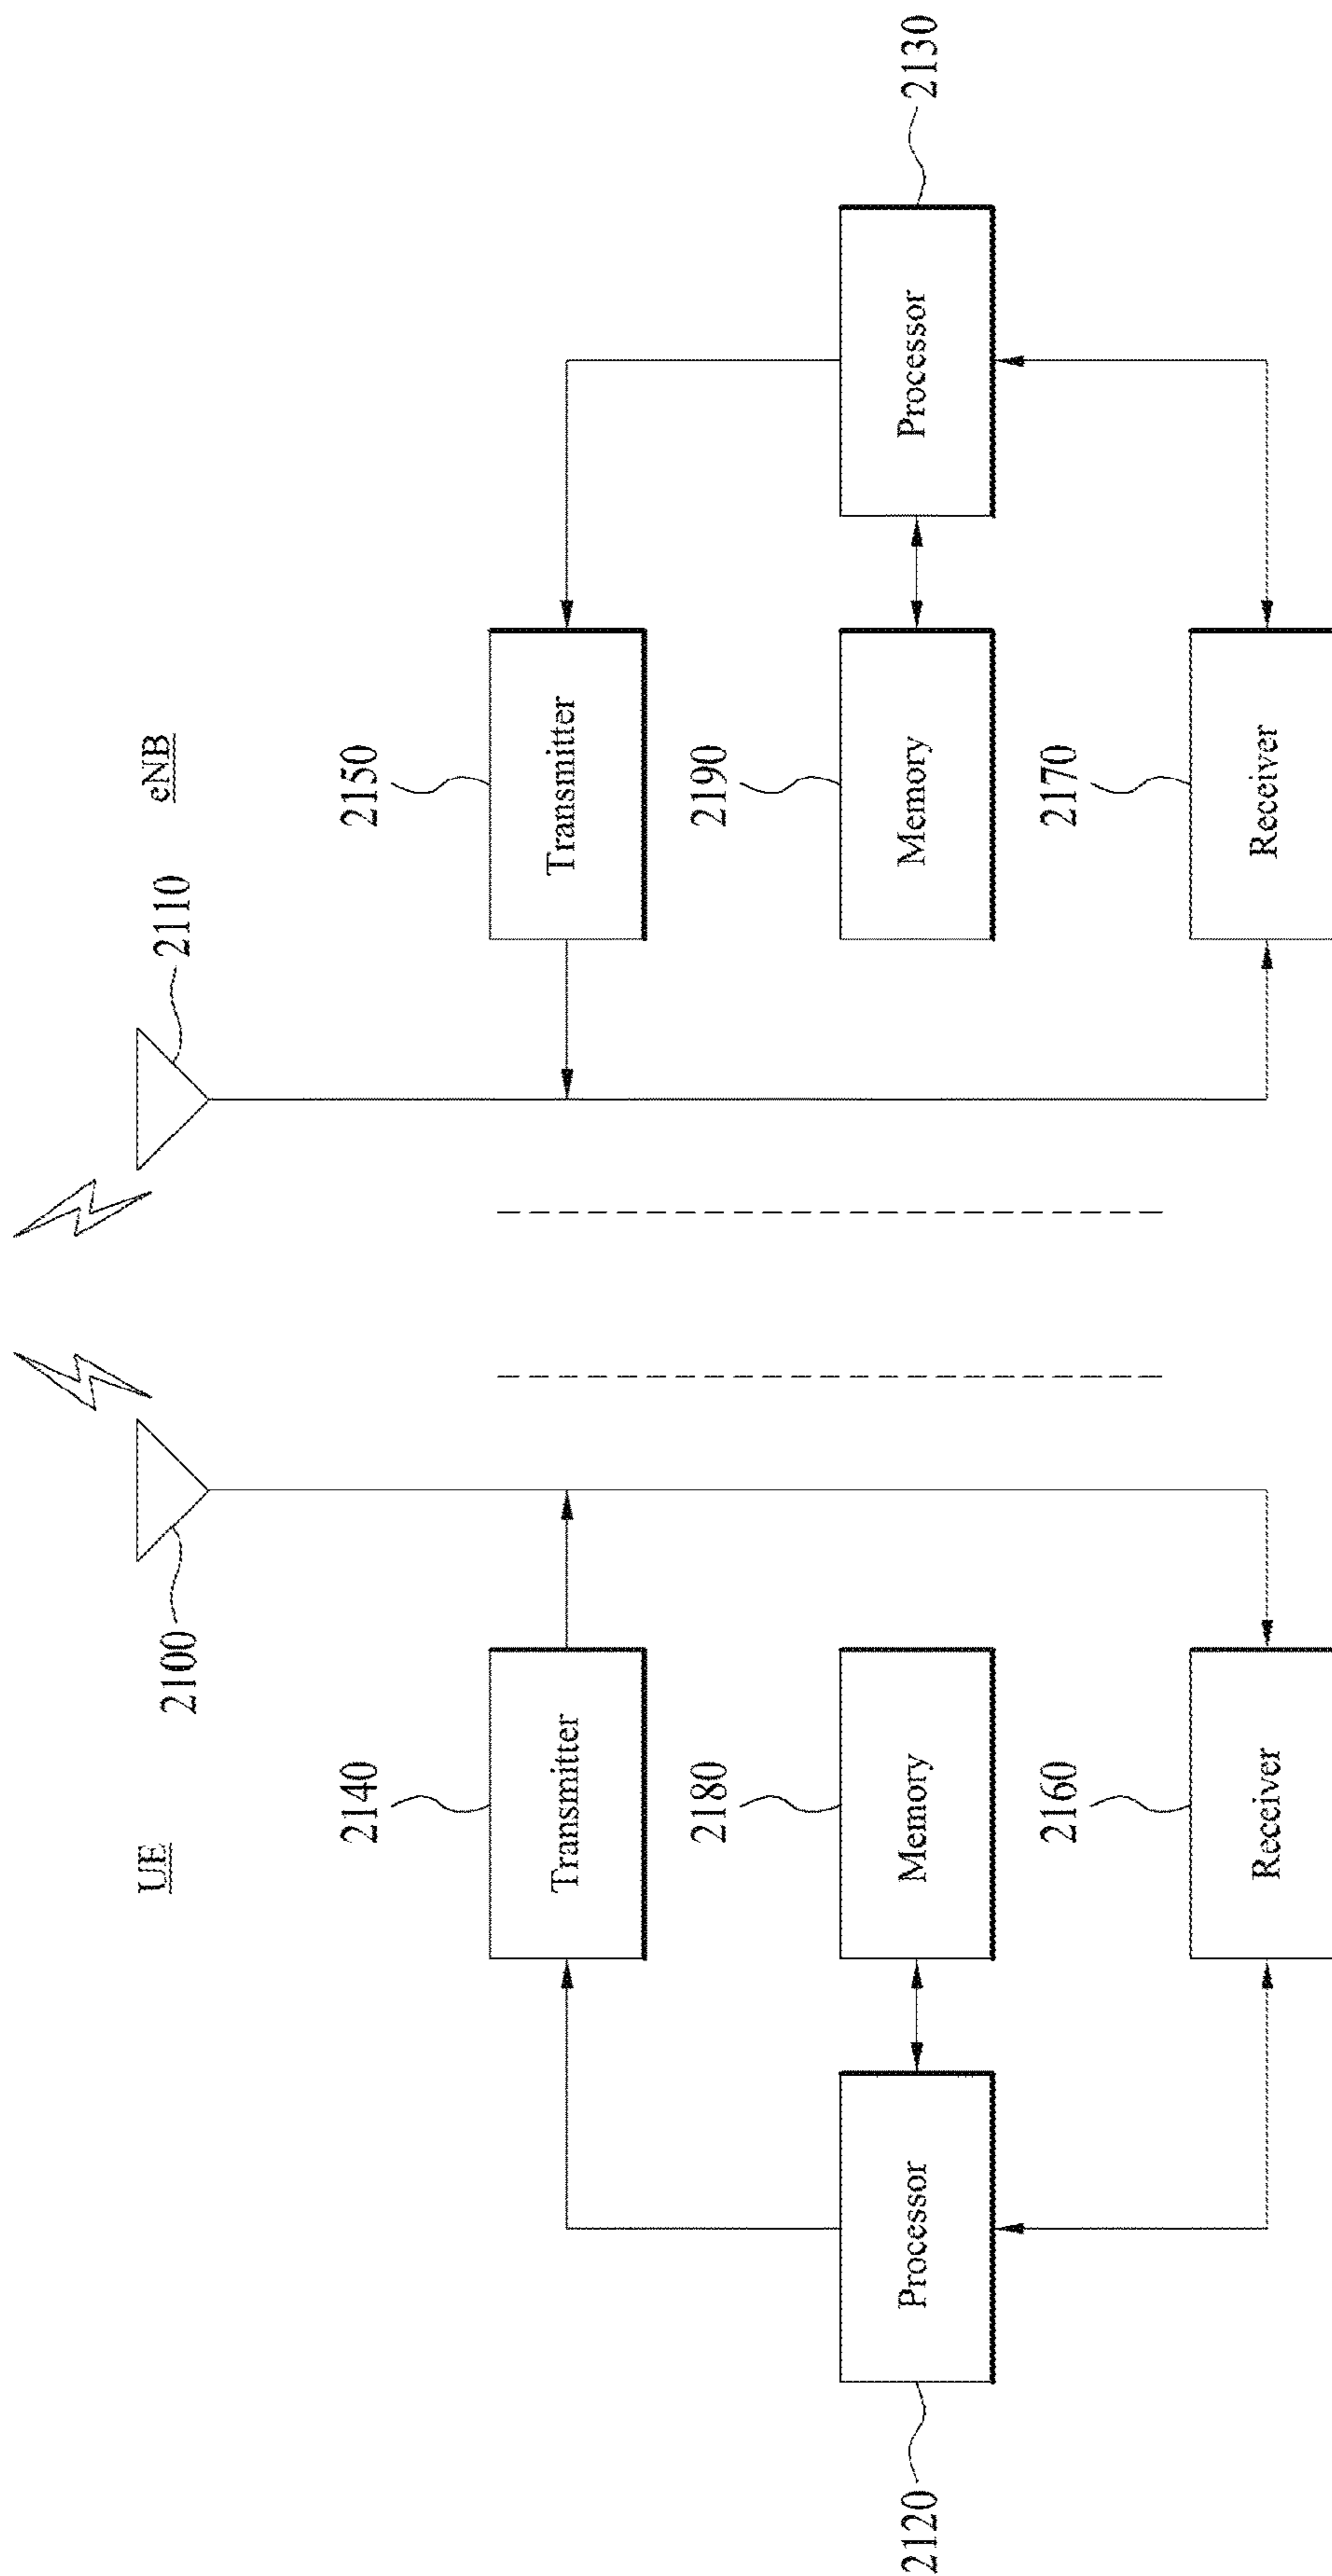 UE
eNB
2100
2110
2140
2150
Transmitter
Transmitter
2120
2180
2190
2130
Processor
Memory
Memory
Processor
2160
2170
Receiver
Receiver